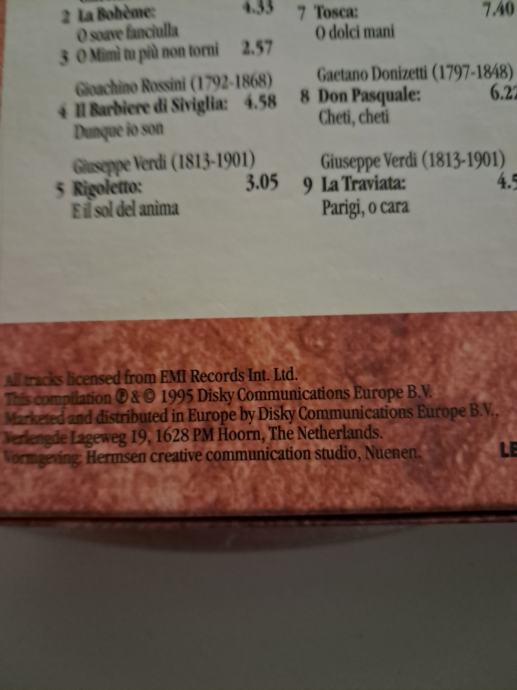 2 La Bohème: 4.33
O soave fanciulla
3 O Mimì tu più non torni 2.57
Gioachino Rossini (1792-1868)
4 Il Barbiere di Siviglia: 4.58
Dunque io son
Giuseppe Verdi (1813-1901)
5 Rigoletto: 3.05
E il sol del anima
7 Tosca: 7.40
O dolci mani
Gaetano Donizetti (1797-1848)
8 Don Pasquale: 6.22
Cheti, cheti
Giuseppe Verdi (1813-1901)
9 La Traviata: 4.5
Parigi, o cara
All tracks licensed from EMI Records Int. Ltd.
This compilation ℗ & © 1995 Disky Communications Europe B.V.
Marketed and distributed in Europe by Disky Communications Europe B.V.,
Verlengde Lageweg 19, 1628 PM Hoorn, The Netherlands.
Vormgeving: Hermsen creative communication studio, Nuenen.
LE